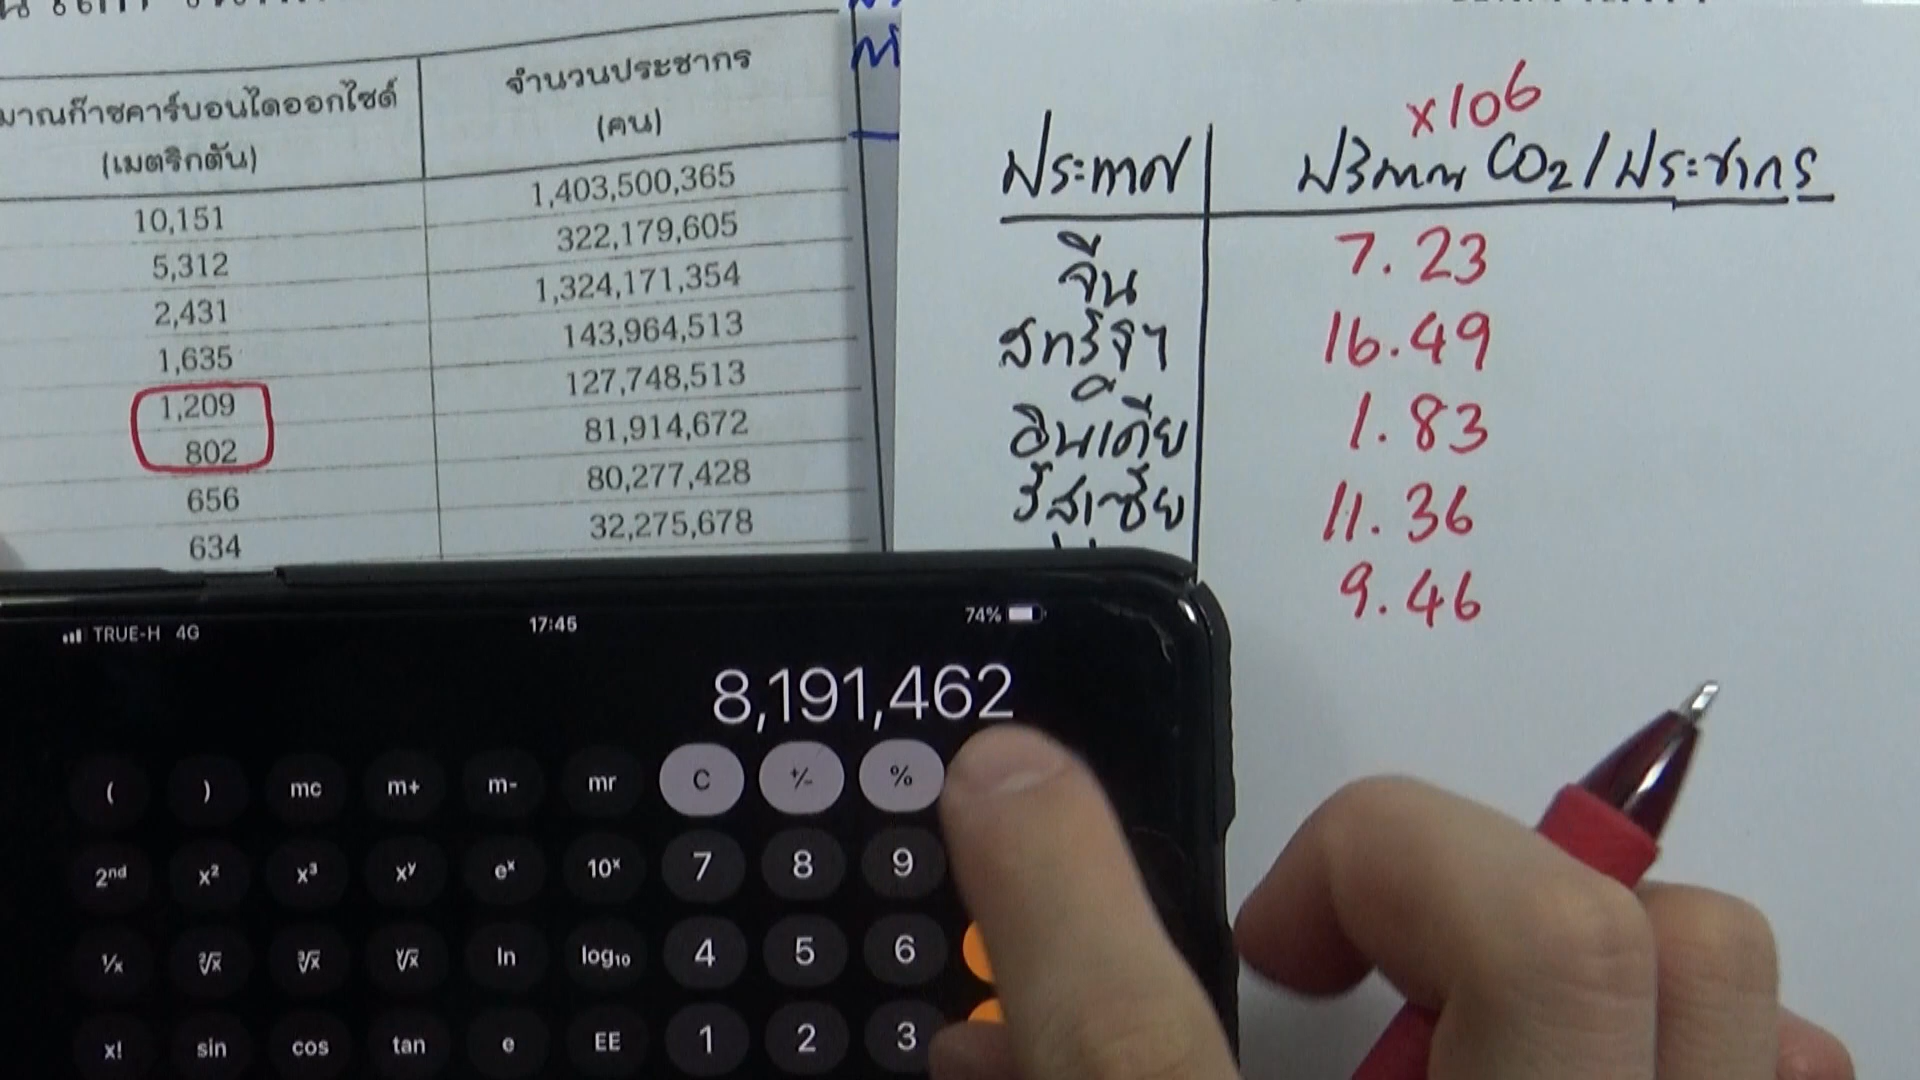 มาณก๊าซคาร์บอนไดออกไซด์
(เมตริกตัน)
จำนวนประชากร
(คน)
10,151 1,403,500,365
5,312 322,179,605
2,431 1,324,171,354
1,635 143,964,513
1,209 127,748,513
802 81,914,672
656 80,277,428
634 32,275,678
x106
ประเทศ ปริมาณ CO2/ประชากร
จีน 7.23
สหรัฐฯ 16.49
อินเดีย 1.83
รัสเซีย 11.36
9.46
TRUE-H 4G 17:45 74%
8,191,462
( ) mc m+ m- mr C +/- %
2nd x² x³ xʸ eˣ 10ˣ 7 8 9
1/x ²√x ³√x ʸ√x ln log₁₀ 4 5 6
x! sin cos tan e EE 1 2 3